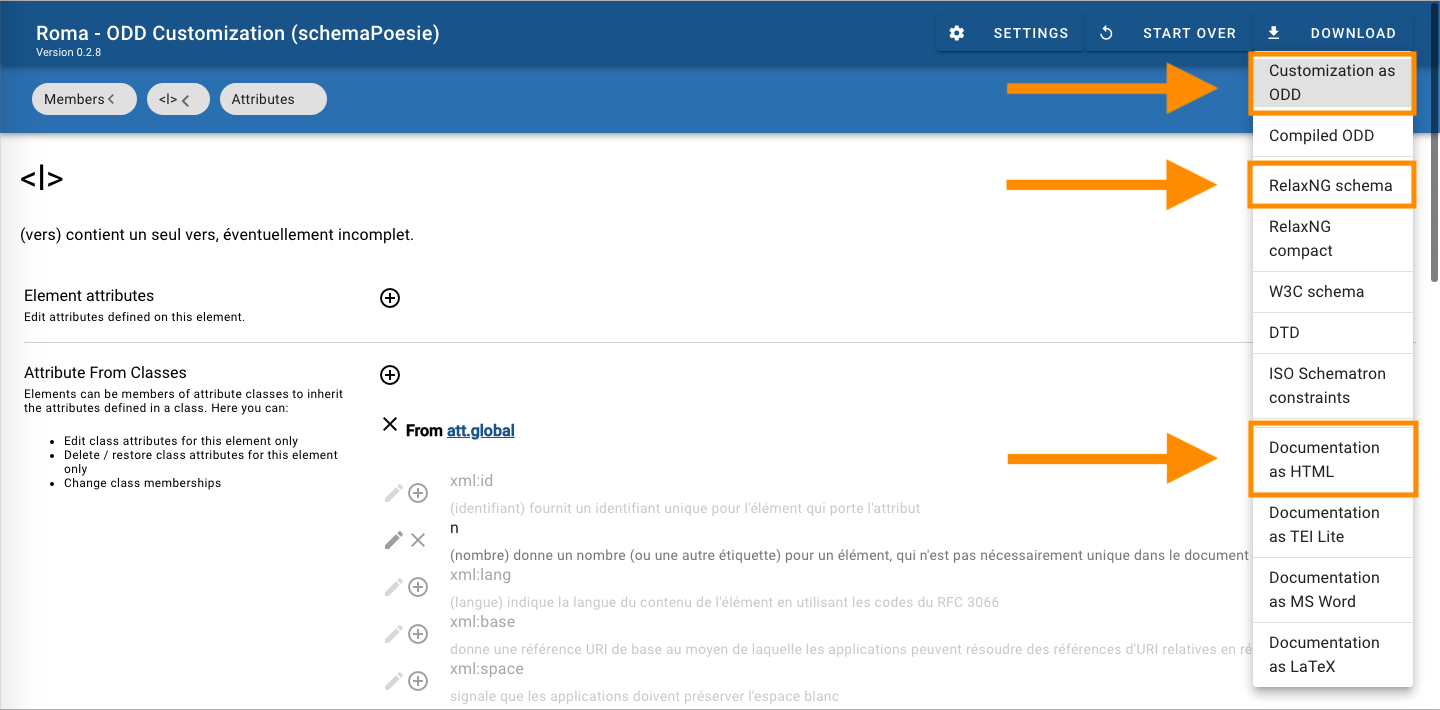 Roma - ODD Customization (schemaPoesie)
Version 0.2.8
SETTINGS
START OVER
DOWNLOAD
Members
<l>
Attributes
Customization as
ODD
Compiled ODD
RelaxNG schema
RelaxNG
compact
W3C schema
DTD
ISO Schematron
constraints
Documentation
as HTML
Documentation
as TEI Lite
Documentation
as MS Word
Documentation
as LaTeX
<l>
(vers) contient un seul vers, éventuellement incomplet.
Element attributes
Edit attributes defined on this element.
Attribute From Classes
Elements can be members of attribute classes to inherit
the attributes defined in a class. Here you can:
• Edit class attributes for this element only
• Delete / restore class attributes for this element
only
• Change class memberships
From att.global
xml:id
(identifiant) fournit un identifiant unique pour l'élément qui porte l'attribut
n
(nombre) donne un nombre (ou une autre étiquette) pour un élément, qui n'est pas nécessairement unique dans le document
xml:lang
(langue) indique la langue du contenu de l'élément en utilisant les codes du RFC 3066
xml:base
donne une référence URI de base au moyen de laquelle les applications peuvent résoudre des références d'URI relatives en
xml:space
signale que les applications doivent préserver l'espace blanc